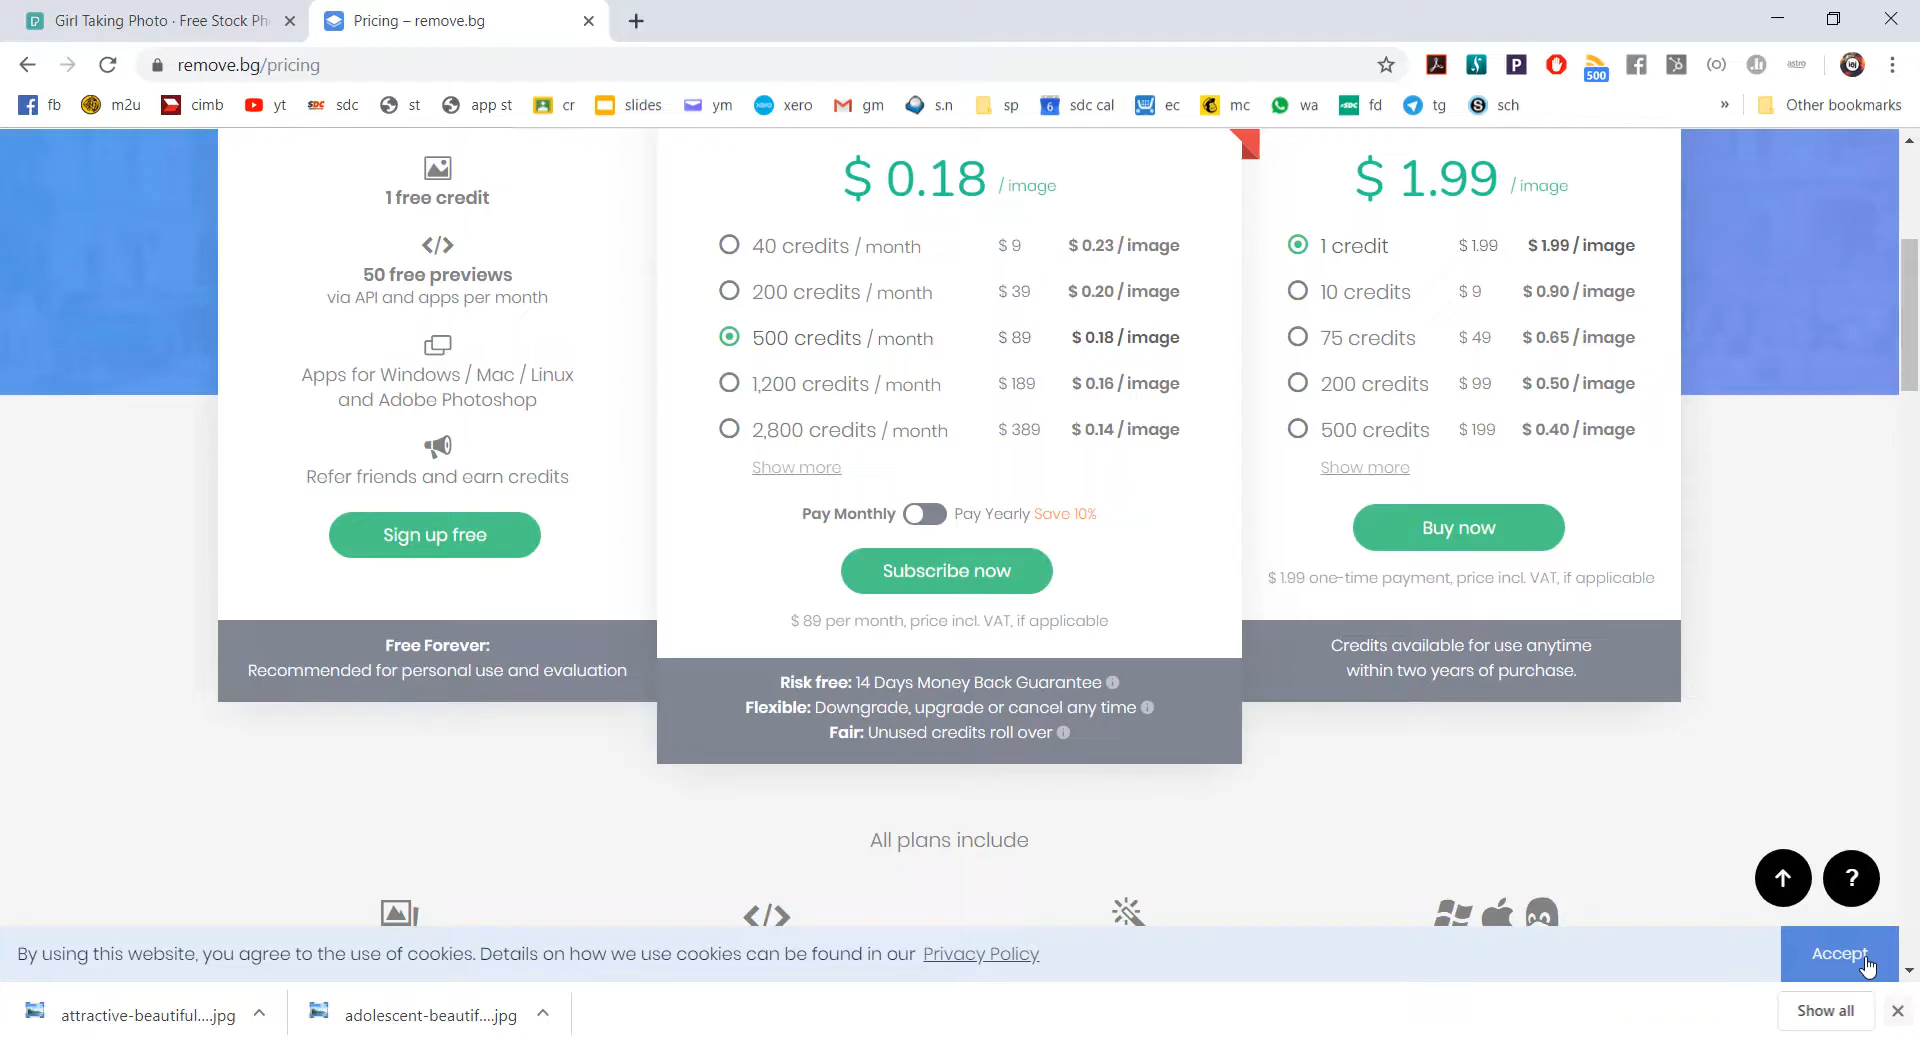 Girl Taking Photo · Free Stock Ph
Pricing – remove.bg
remove.bg/pricing
500
astro
fb m2u cimb yt sdc st app st cr slides ym xero gm s.n sp sdc cal ec mc wa fd tg sch » Other bookmarks
1 free credit
</>
50 free previews
via API and apps per month
Apps for Windows / Mac / Linux
and Adobe Photoshop
Refer friends and earn credits
Sign up free
Free Forever:
Recommended for personal use and evaluation
$ 0.18 / image
40 credits / month $ 9 $ 0.23 / image
200 credits / month $ 39 $ 0.20 / image
500 credits / month $ 89 $ 0.18 / image
1,200 credits / month $ 189 $ 0.16 / image
2,800 credits / month $ 389 $ 0.14 / image
Show more
Pay Monthly Pay Yearly Save 10%
Subscribe now
$ 89 per month, price incl. VAT, if applicable
Risk free: 14 Days Money Back Guarantee
Flexible: Downgrade, upgrade or cancel any time
Fair: Unused credits roll over
$ 1.99 / image
1 credit $ 1.99 $ 1.99 / image
10 credits $ 9 $ 0.90 / image
75 credits $ 49 $ 0.65 / image
200 credits $ 99 $ 0.50 / image
500 credits $ 199 $ 0.40 / image
Show more
Buy now
$ 1.99 one-time payment, price incl. VAT, if applicable
Credits available for use anytime
within two years of purchase.
All plans include
</>
?
By using this website, you agree to the use of cookies. Details on how we use cookies can be found in our Privacy Policy
Accept
attractive-beautiful....jpg
adolescent-beautif....jpg
Show all